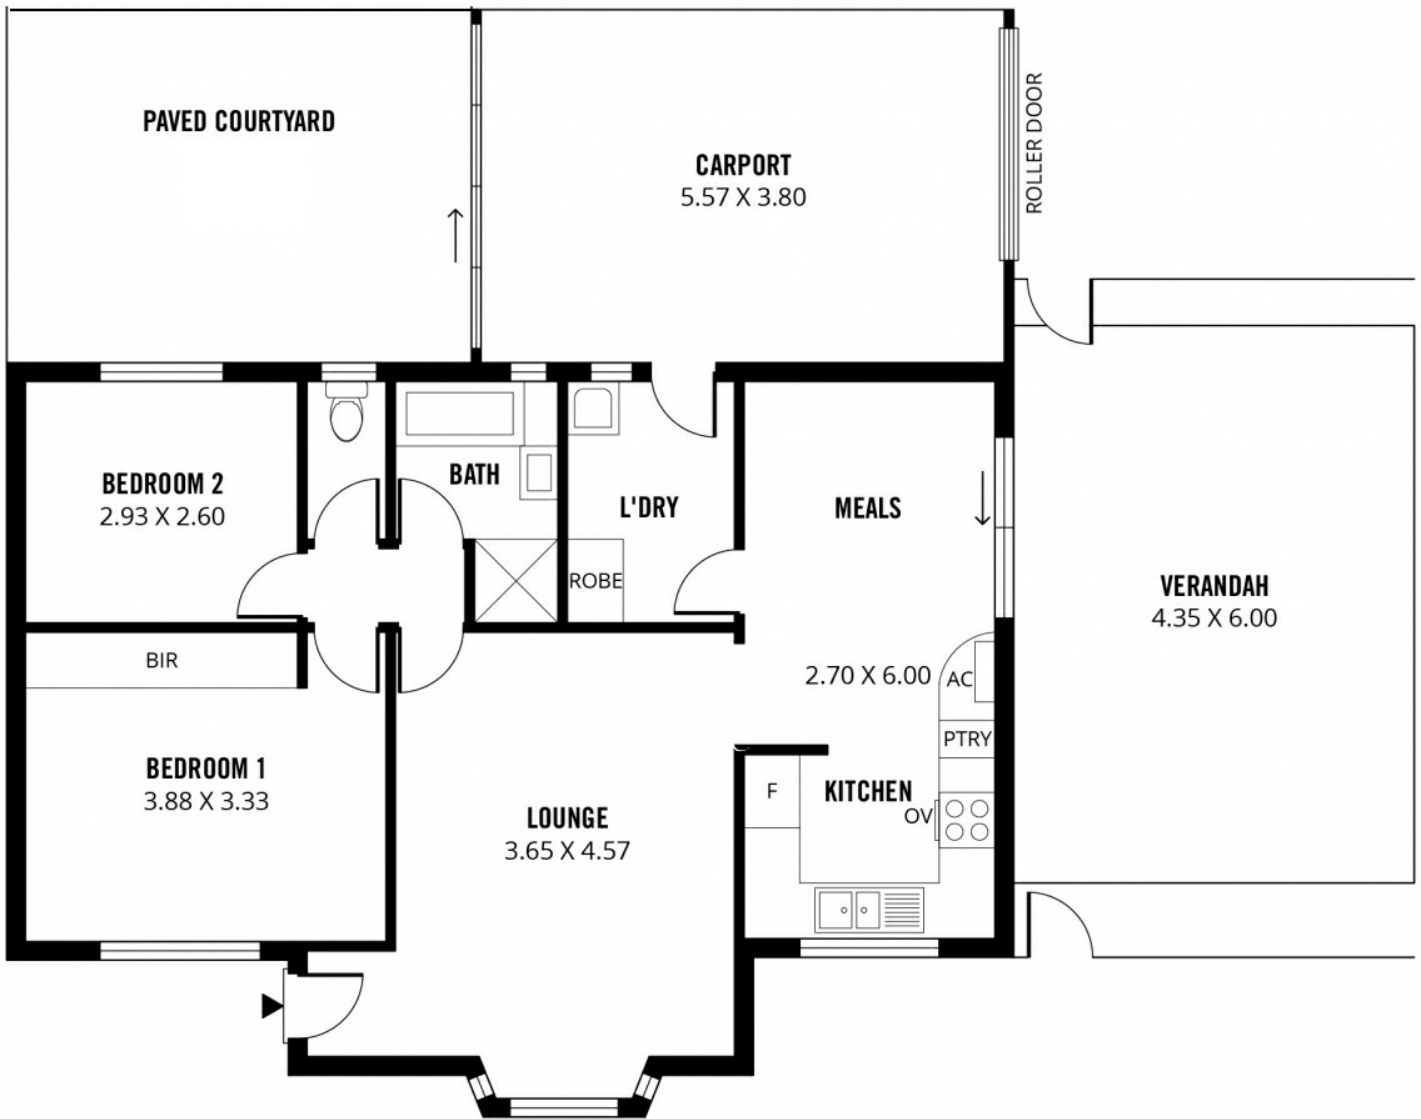 PAVED COURTYARD
CARPORT
5.57 X 3.80
ROLLER DOOR
BEDROOM 2
2.93 X 2.60
BATH
L'DRY
ROBE
MEALS
VERANDAH
4.35 X 6.00
BIR
2.70 X 6.00
AC
PTRY
BEDROOM 1
3.88 X 3.33
LOUNGE
3.65 X 4.57
F
KITCHEN
OV